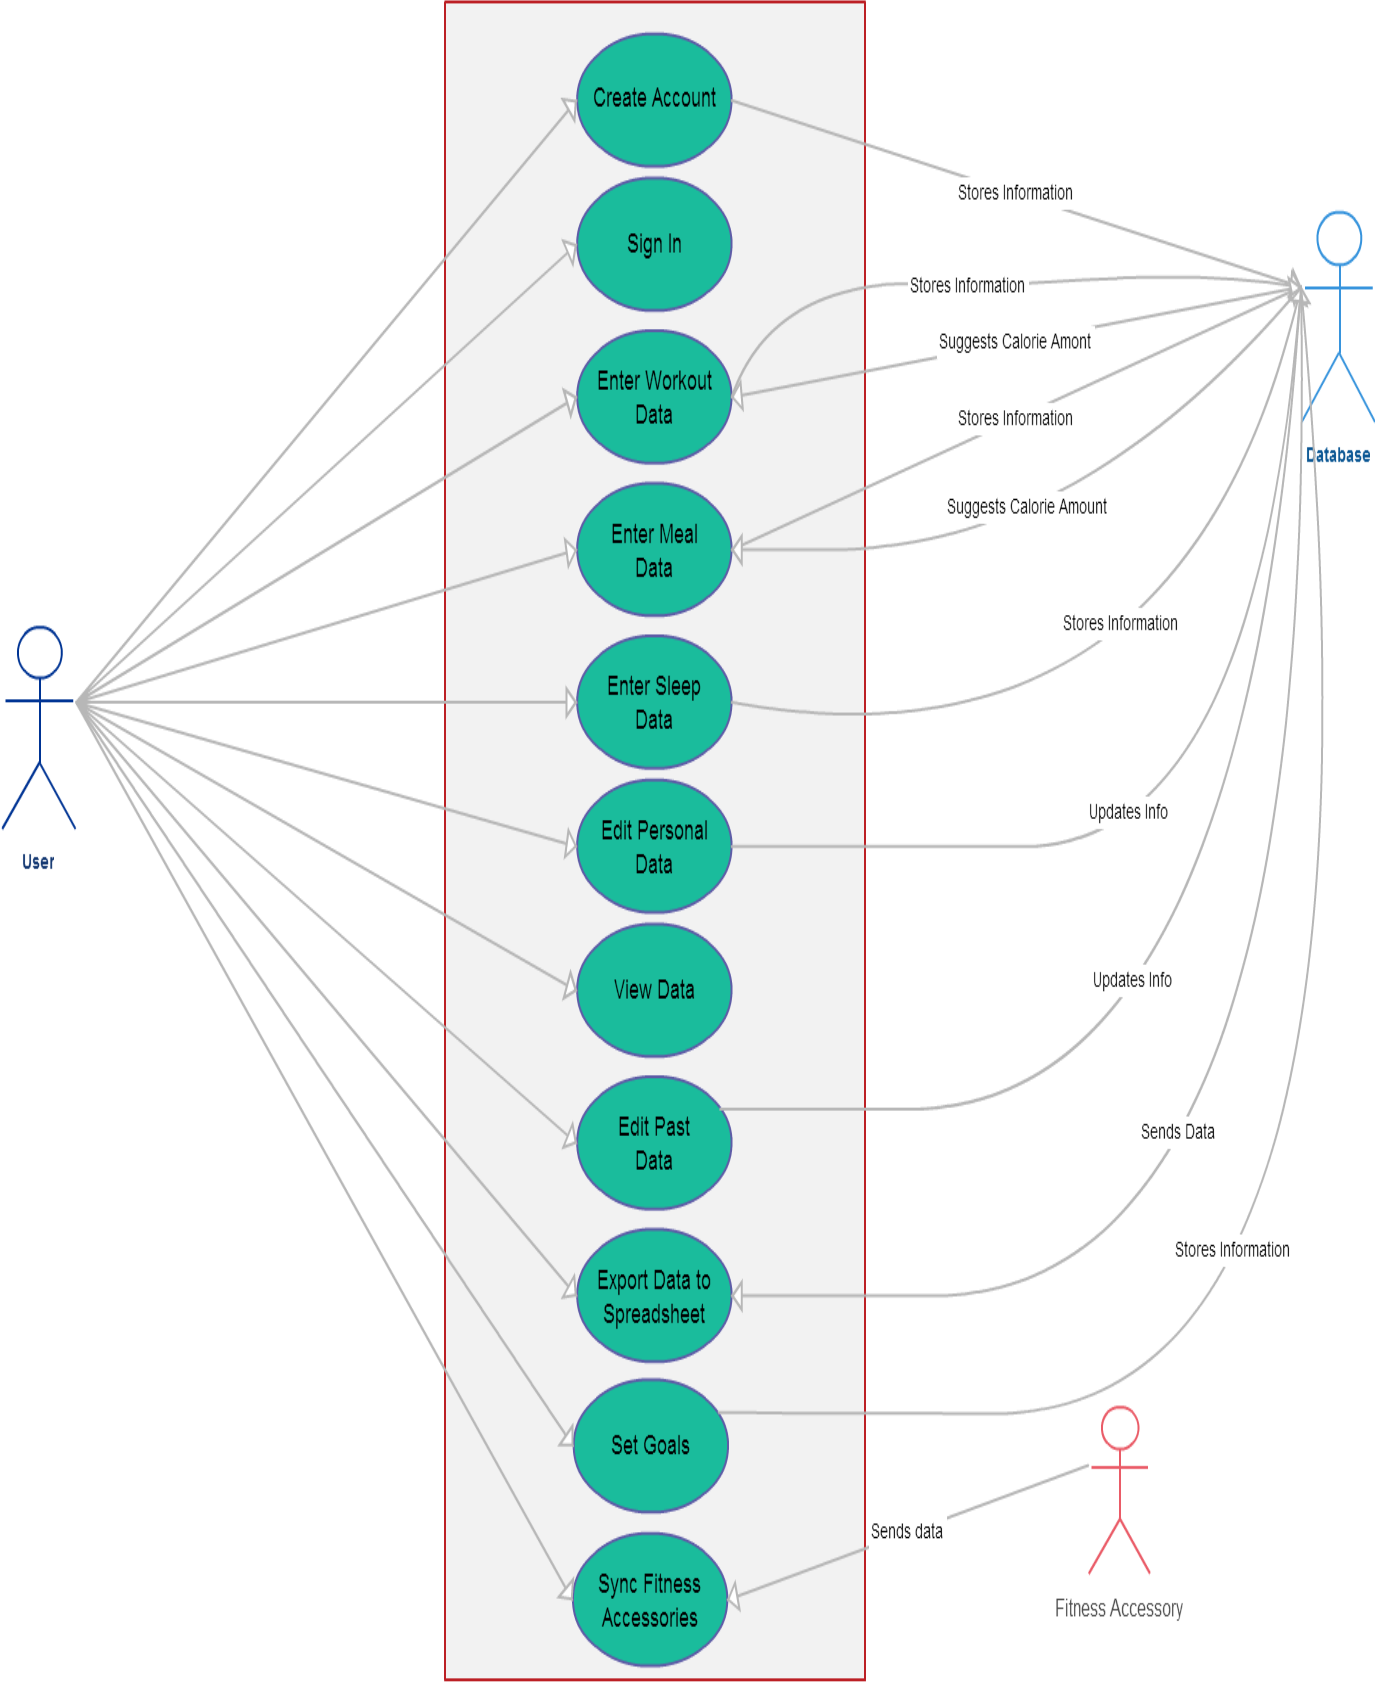 Create Account
Stores Information
Sign In
Stores Information
Suggests Calorie Amont
Enter Workout
Data
Stores Information
Database
Suggests Calorie Amount
Enter Meal
Data
Stores Information
Enter Sleep
Data
Updates Info
Edit Personal
Data
User
Updates Info
View Data
Edit Past
Data
Sends Data
Stores Information
Export Data to
Spreadsheet
Set Goals
Sends data
Sync Fitness
Accessories
Fitness Accessory